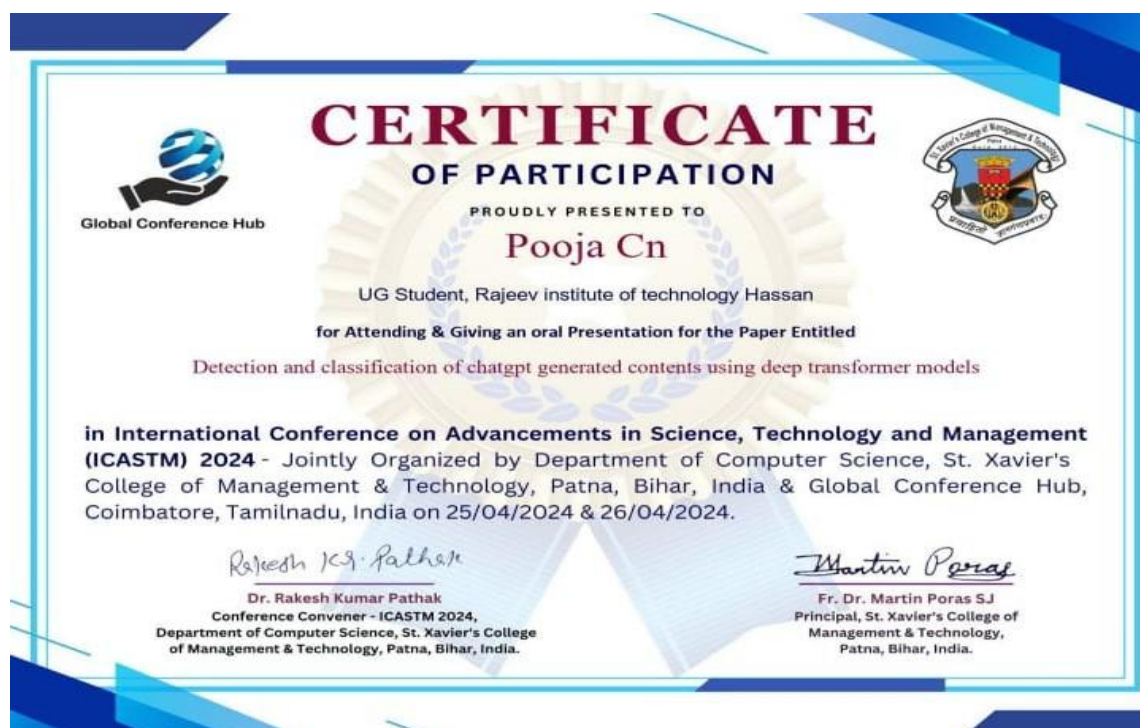 CERTIFICATE
OF PARTICIPATION
PROUDLY PRESENTED TO
Pooja Cn
Global Conference Hub
St. Xavier's College of Management & Technology
UG Student, Rajeev institute of technology Hassan
for Attending & Giving an oral Presentation for the Paper Entitled
Detection and classification of chatgpt generated contents using deep transformer models
in International Conference on Advancements in Science, Technology and Management
(ICASTM) 2024 - Jointly Organized by Department of Computer Science, St. Xavier's
College of Management & Technology, Patna, Bihar, India & Global Conference Hub,
Coimbatore, Tamilnadu, India on 25/04/2024 & 26/04/2024.
Rakesh Kr. Pathak
Dr. Rakesh Kumar Pathak
Conference Convener - ICASTM 2024,
Department of Computer Science, St. Xavier's College
of Management & Technology, Patna, Bihar, India.
Martin Poras
Fr. Dr. Martin Poras SJ
Principal, St. Xavier's College of
Management & Technology,
Patna, Bihar, India.